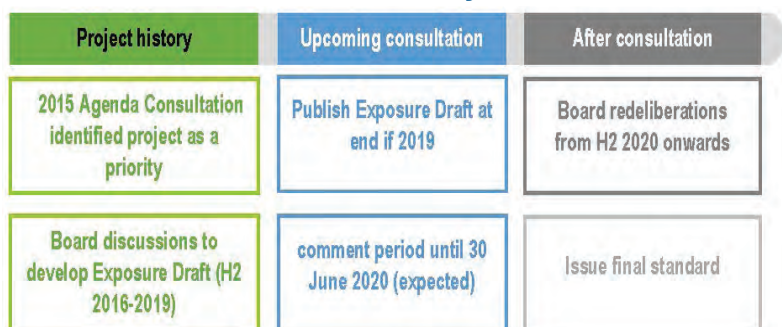 Project history
Upcoming consultation
After consultation
2015 Agenda Consultation
identified project as a
priority
Publish Exposure Draft at
end if 2019
Board redeliberations
from H2 2020 onwards
Board discussions to
develop Exposure Draft (H2
2016-2019)
comment period until 30
June 2020 (expected)
Issue final standard